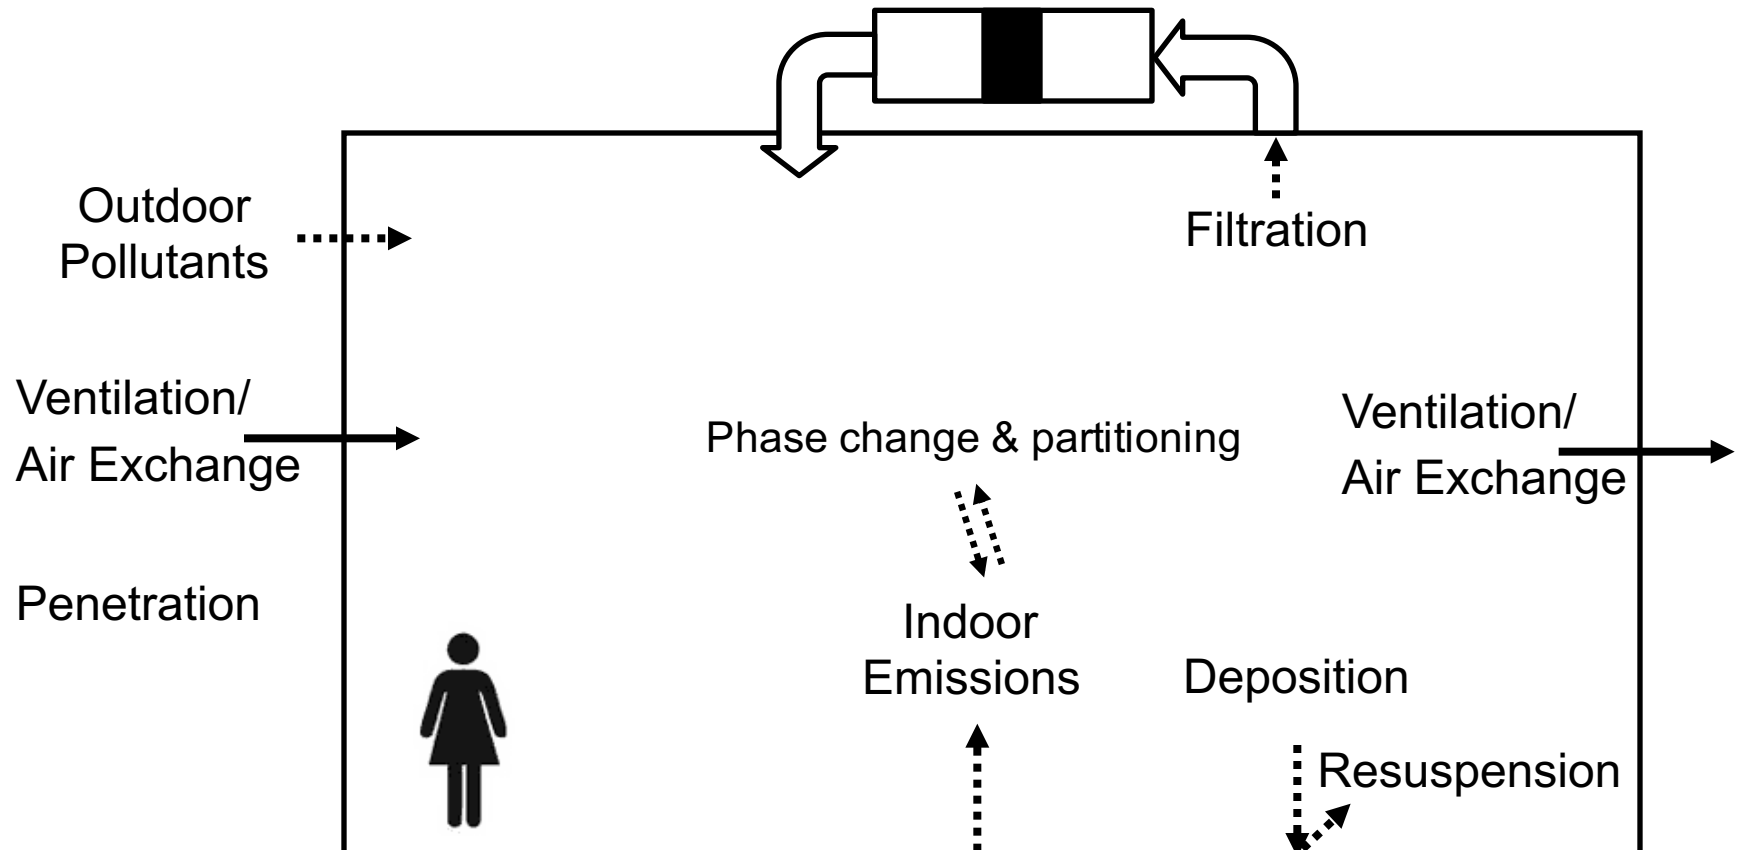 Outdoor
Pollutants
Filtration
Ventilation/
Air Exchange
Phase change & partitioning
Ventilation/
Air Exchange
Penetration
Indoor
Emissions
Deposition
Resuspension